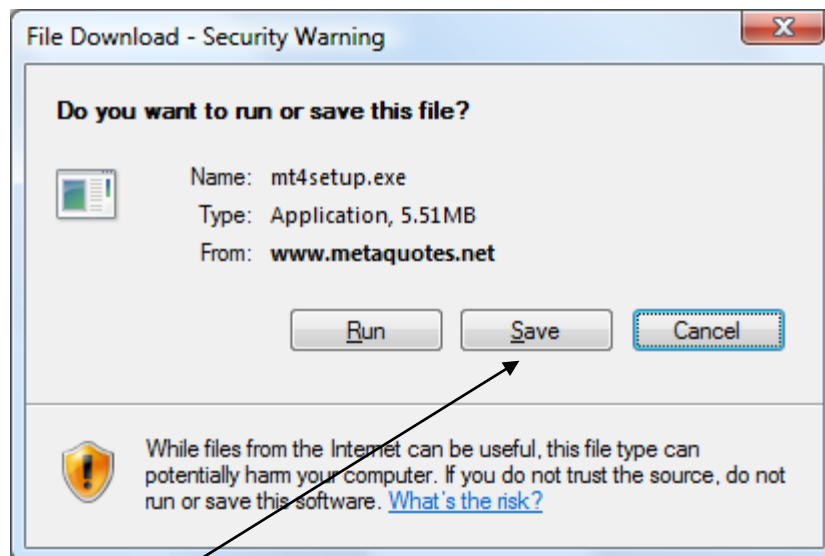 File Download - Security Warning
Do you want to run or save this file?
Name: mt4setup.exe
Type: Application, 5.51MB
From: www.metaquotes.net
Run Save Cancel
While files from the Internet can be useful, this file type can
potentially harm your computer. If you do not trust the source, do not
run or save this software. What's the risk?